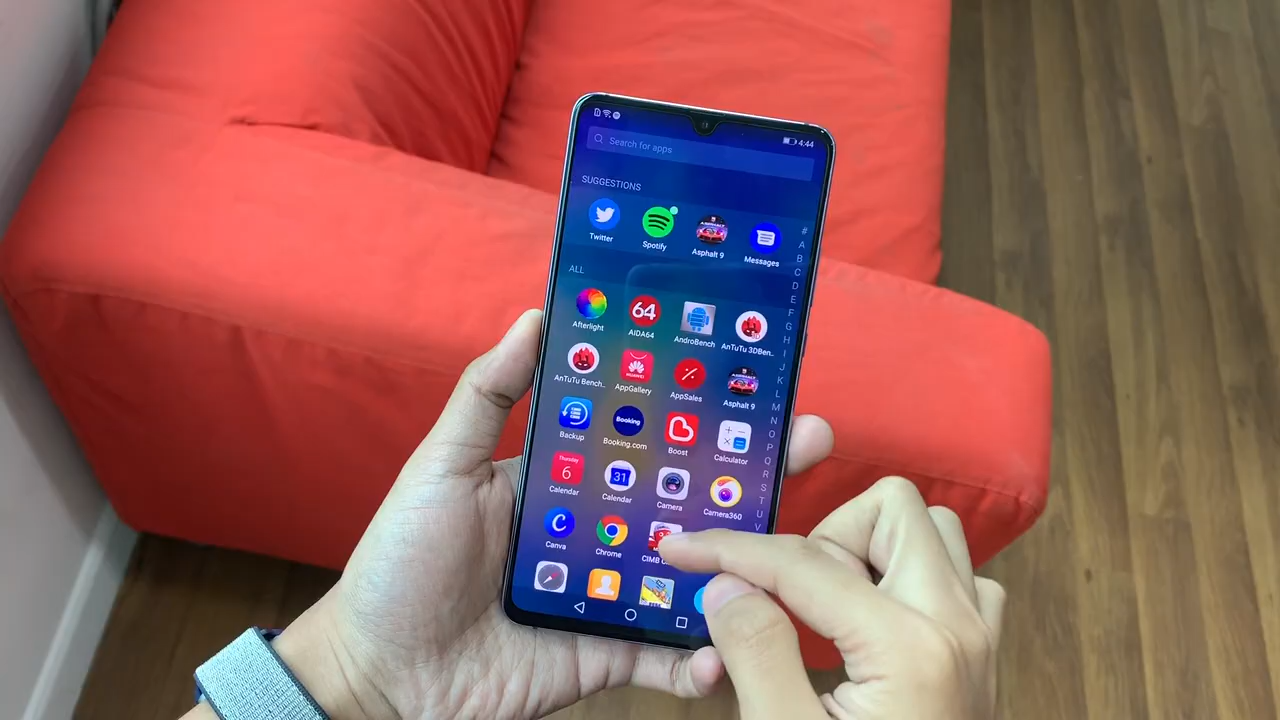 4:44
Search for apps
SUGGESTIONS
Twitter Spotify Asphalt 9 Messages
ALL
Afterlight AIDA64 AndroBench AnTuTu 3DBen..
AnTuTu Bench.. AppGallery AppSales Asphalt 9
Backup Booking.com Boost Calculator
Calendar Calendar Camera Camera360
Canva Chrome CIMB
64
HUAWEI
Booking
Thursday
6
31
#
A
B
C
D
E
F
G
H
I
J
K
L
M
N
O
P
Q
R
S
T
U
V